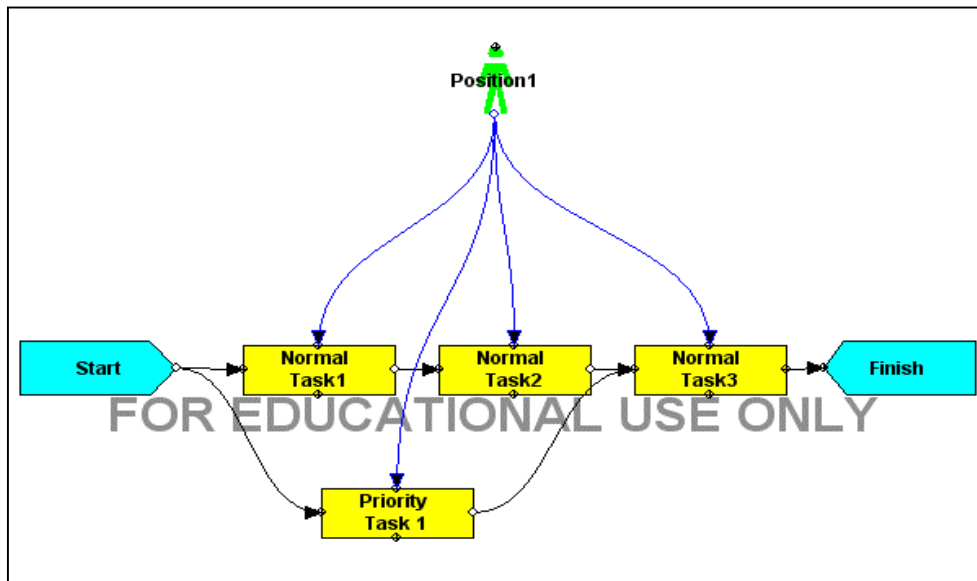 Position1
Start
Normal
Task1
Normal
Task2
Normal
Task3
Finish
FOR EDUCATIONAL USE ONLY
Priority
Task 1